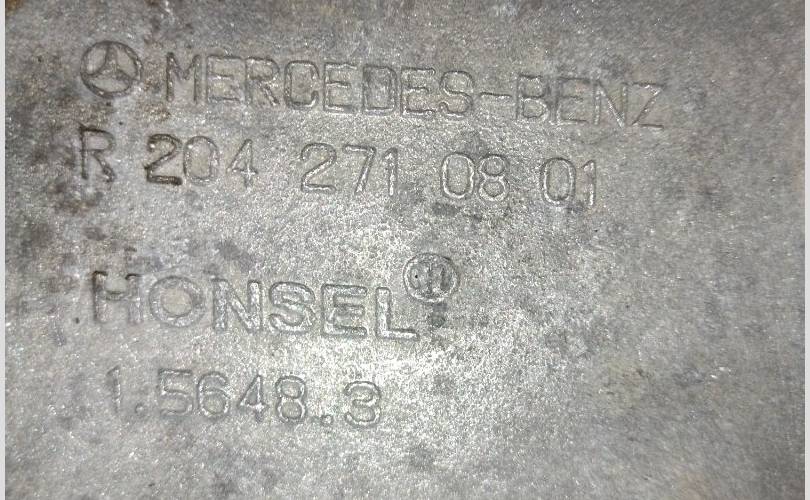 MERCEDES-BENZ
R 204 271 08 01
HONSEL
1.5648.3